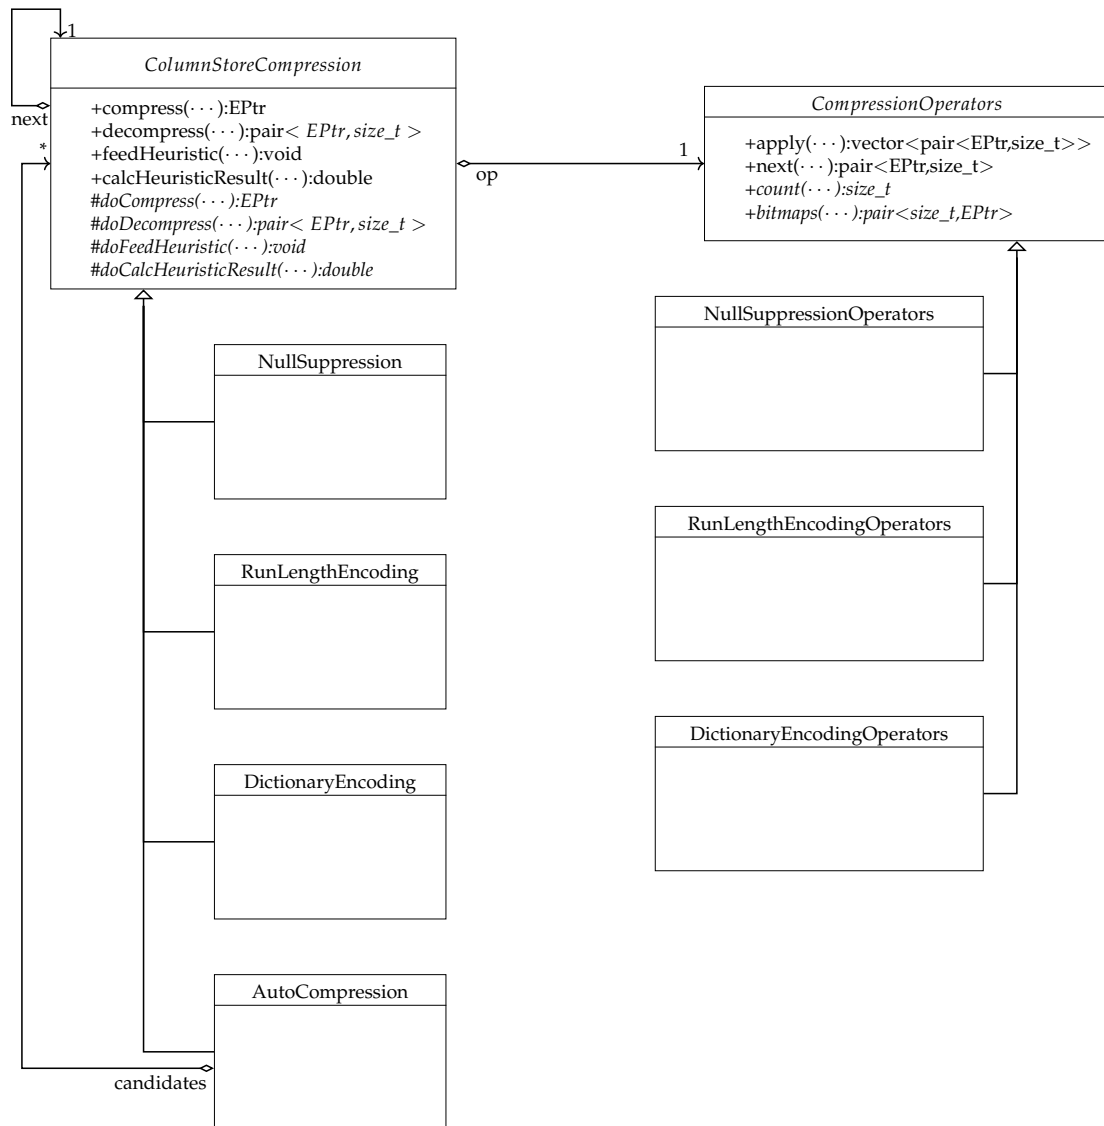 1
ColumnStoreCompression
+compress(···):EPtr
+decompress(···):pair< EPtr, size_t >
+feedHeuristic(···):void
+calcHeuristicResult(···):double
#doCompress(···):EPtr
#doDecompress(···):pair< EPtr, size_t >
#doFeedHeuristic(···):void
#doCalcHeuristicResult(···):double
next
*
op
1
CompressionOperators
+apply(···):vector<pair<EPtr,size_t>>
+next(···):pair<EPtr,size_t>
+count(···):size_t
+bitmaps(···):pair<size_t,EPtr>
NullSuppression
RunLengthEncoding
DictionaryEncoding
AutoCompression
candidates
NullSuppressionOperators
RunLengthEncodingOperators
DictionaryEncodingOperators